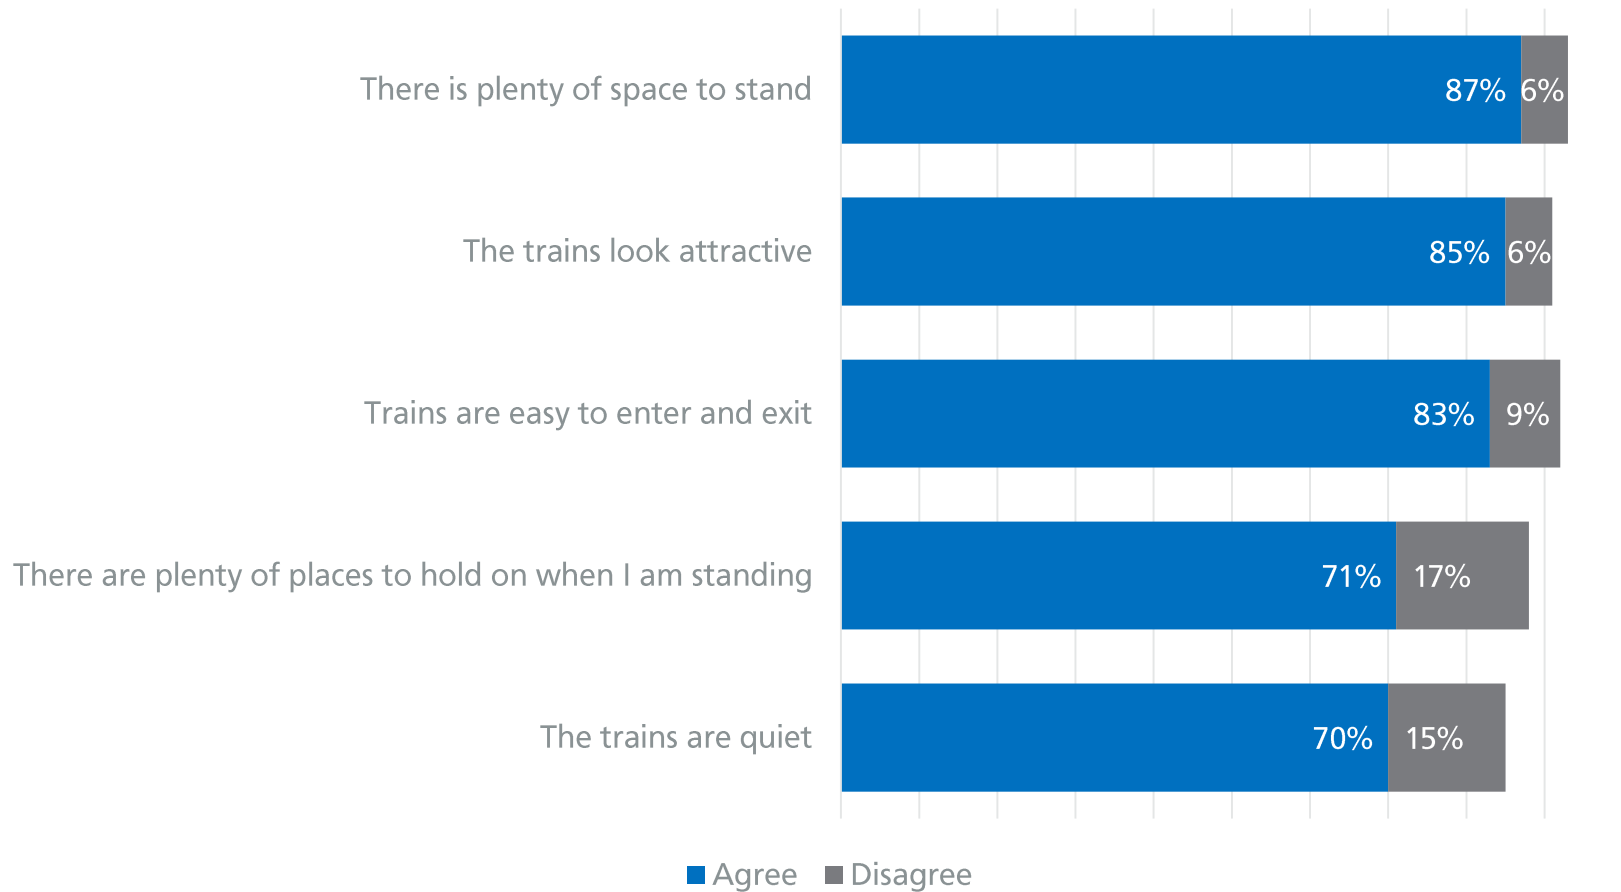 There is plenty of space to stand 87% 6%
The trains look attractive 85% 6%
Trains are easy to enter and exit 83% 9%
There are plenty of places to hold on when I am standing 71% 17%
The trains are quiet 70% 15%
Agree Disagree